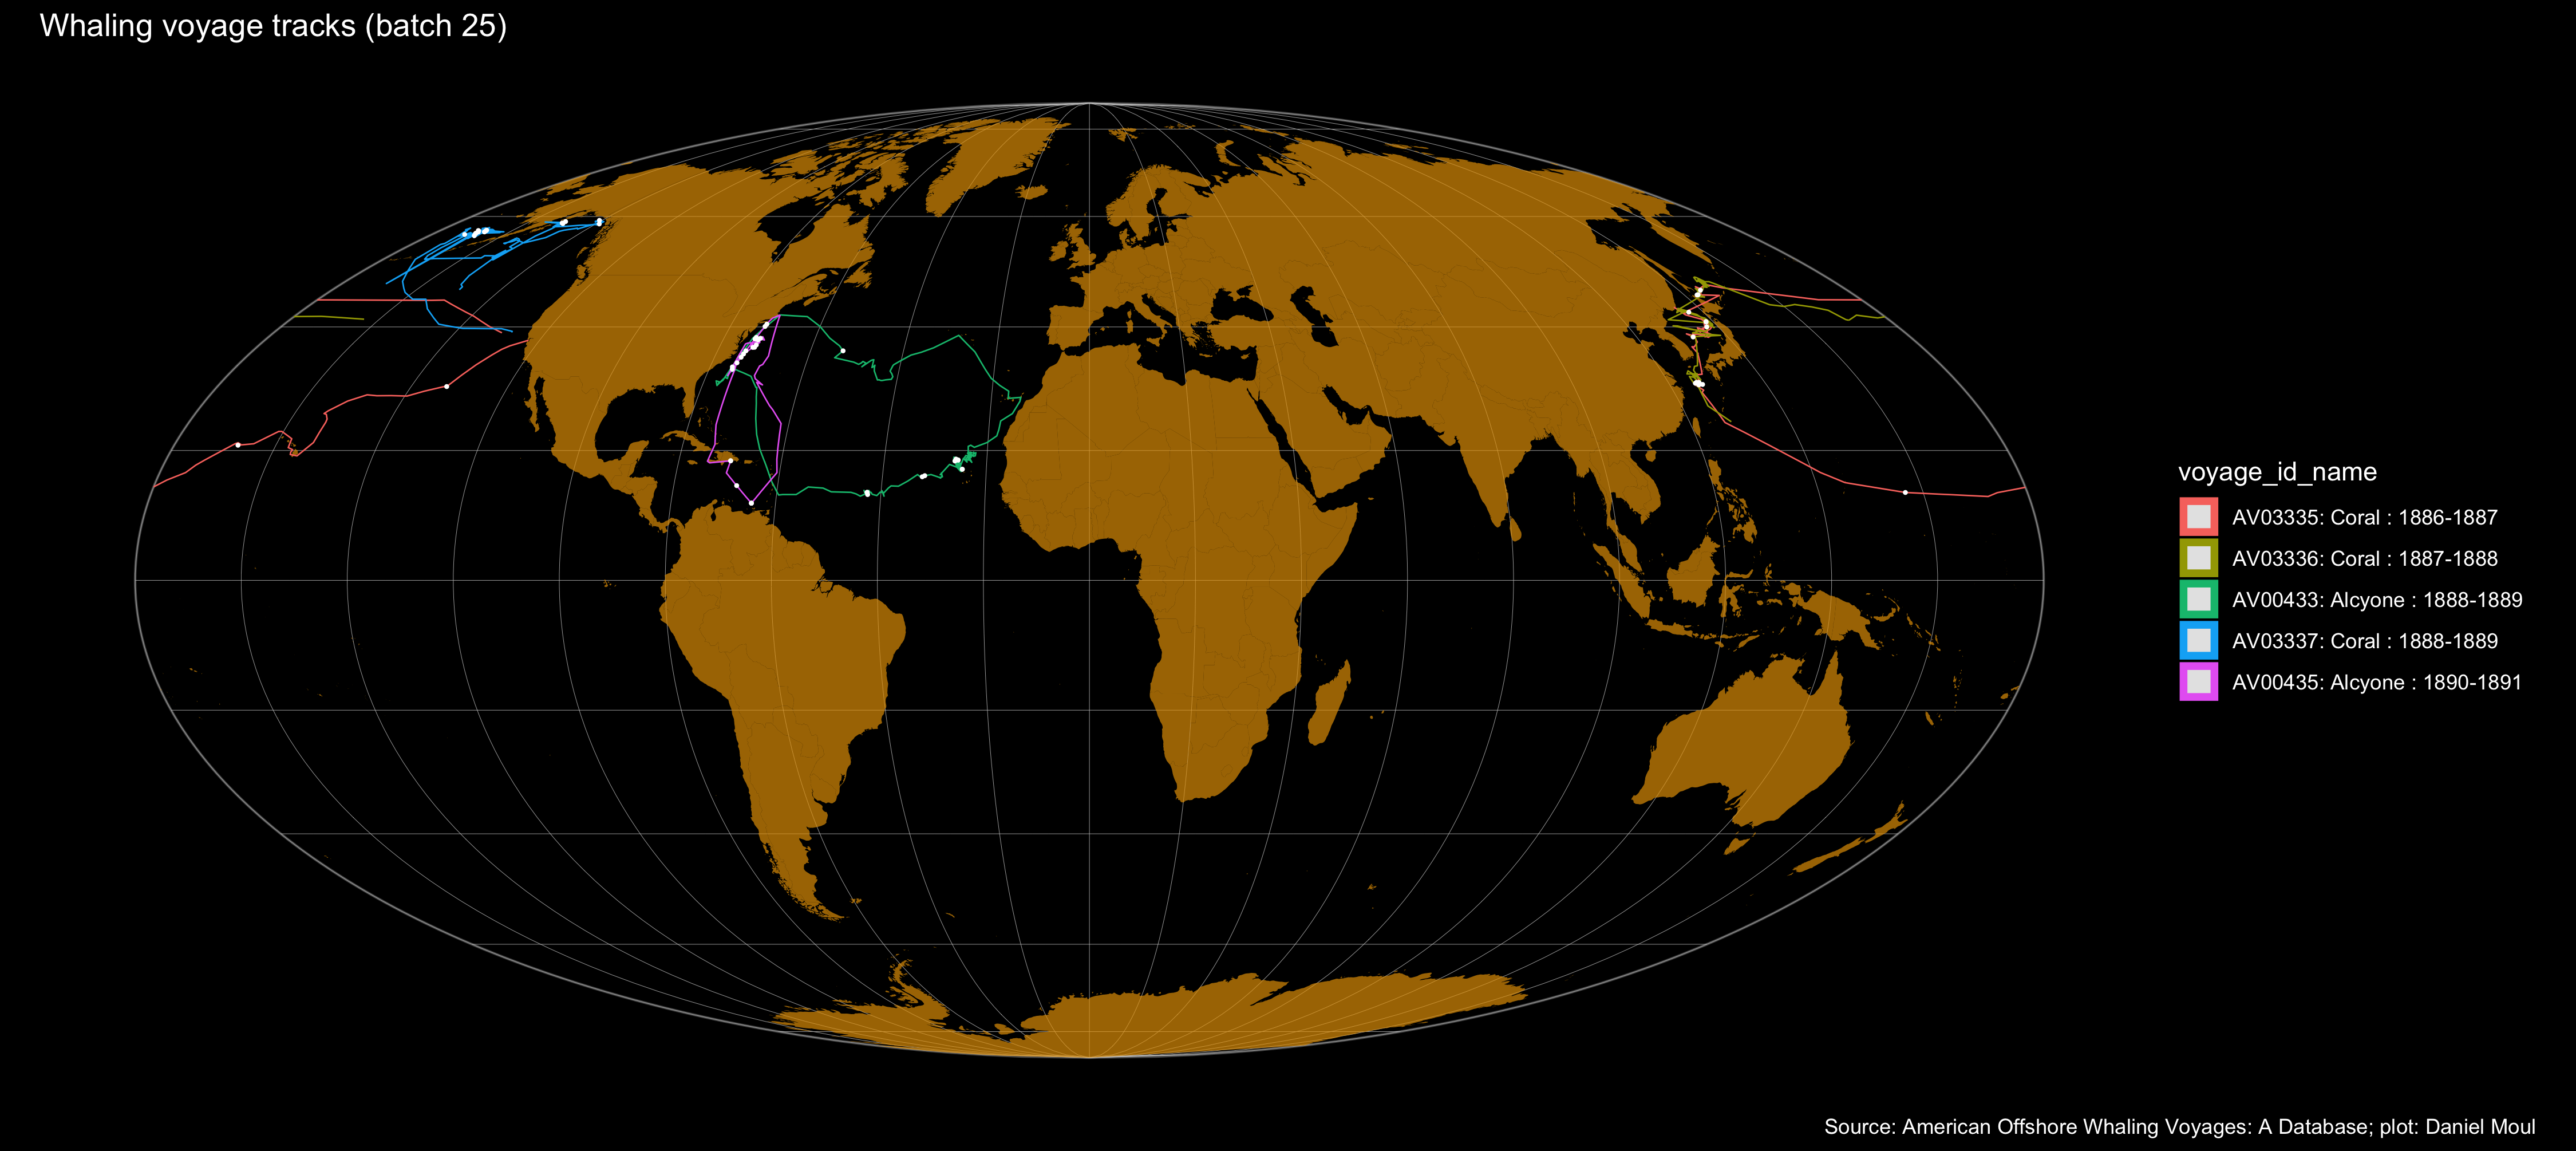 Whaling voyage tracks (batch 25)
voyage_id_name
AV03335: Coral : 1886-1887
AV03336: Coral : 1887-1888
AV00433: Alcyone : 1888-1889
AV03337: Coral : 1888-1889
AV00435: Alcyone : 1890-1891
Source: American Offshore Whaling Voyages: A Database; plot: Daniel Moul